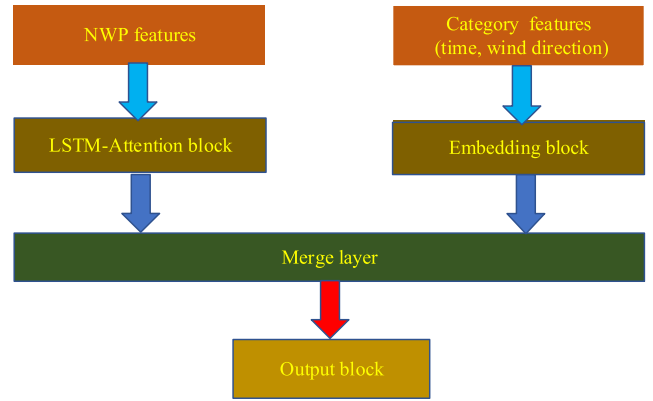 NWP features
Category features
(time, wind direction)
LSTM-Attention block
Embedding block
Merge layer
Output block